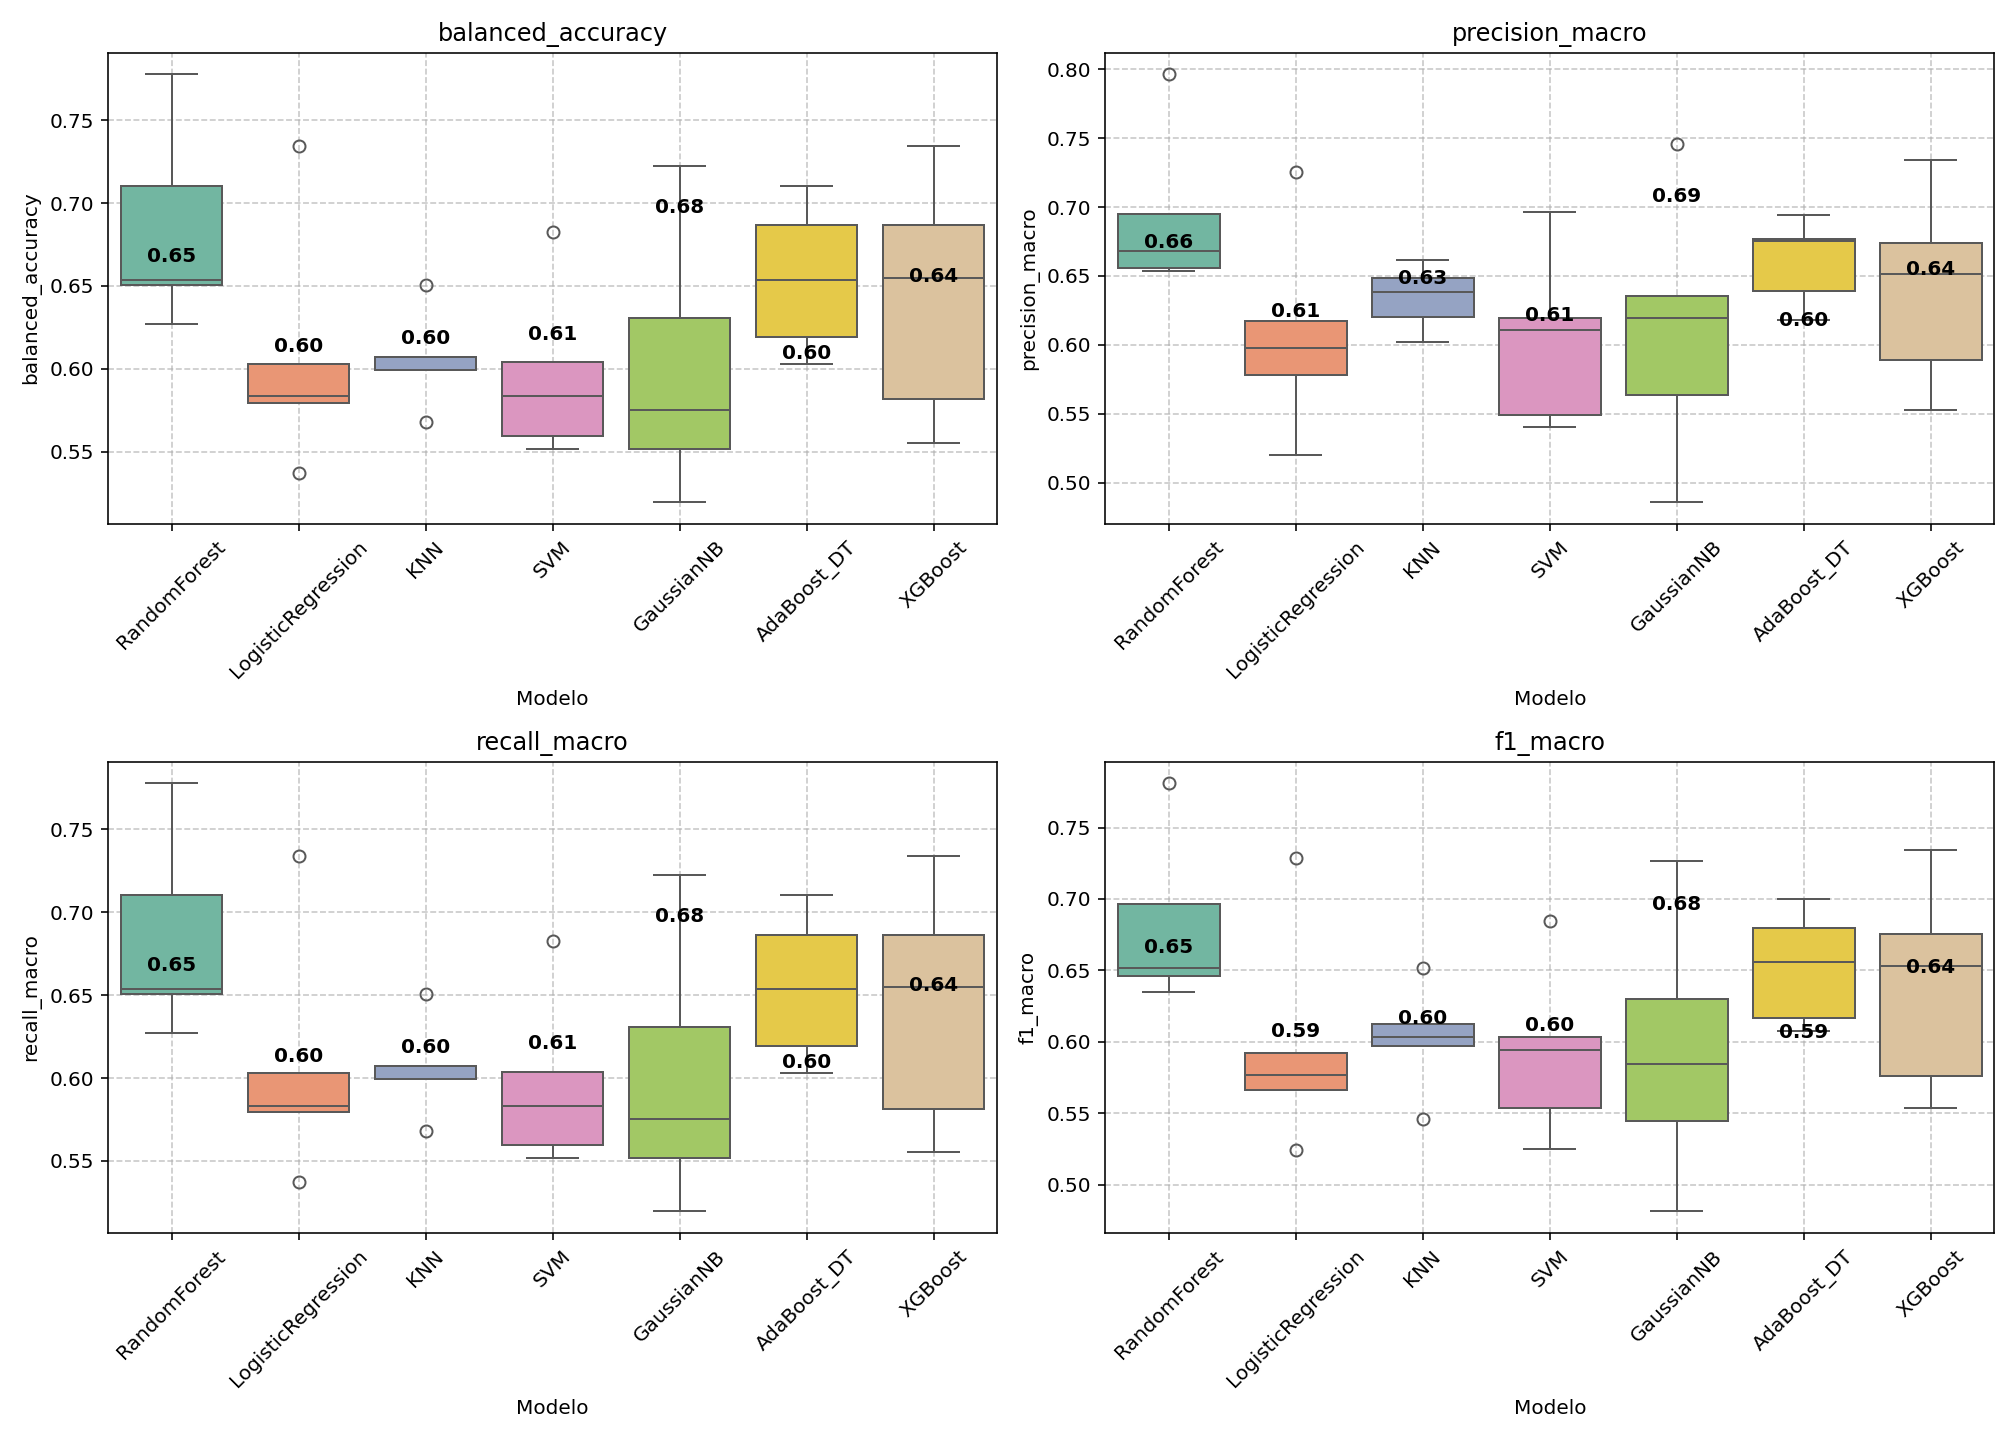 balanced_accuracy
balanced_accuracy
0.75
0.70
0.65
0.60
0.55
0.65
0.60
0.60
0.61
0.68
0.60
0.64
RandomForest
LogisticRegression
KNN
SVM
GaussianNB
AdaBoost_DT
XGBoost
Modelo
precision_macro
precision_macro
0.80
0.75
0.70
0.65
0.60
0.55
0.50
0.66
0.61
0.63
0.61
0.69
0.60
0.64
RandomForest
LogisticRegression
KNN
SVM
GaussianNB
AdaBoost_DT
XGBoost
Modelo
recall_macro
recall_macro
0.75
0.70
0.65
0.60
0.55
0.65
0.60
0.60
0.61
0.68
0.60
0.64
RandomForest
LogisticRegression
KNN
SVM
GaussianNB
AdaBoost_DT
XGBoost
Modelo
f1_macro
f1_macro
0.75
0.70
0.65
0.60
0.55
0.50
0.65
0.59
0.60
0.60
0.68
0.59
0.64
RandomForest
LogisticRegression
KNN
SVM
GaussianNB
AdaBoost_DT
XGBoost
Modelo